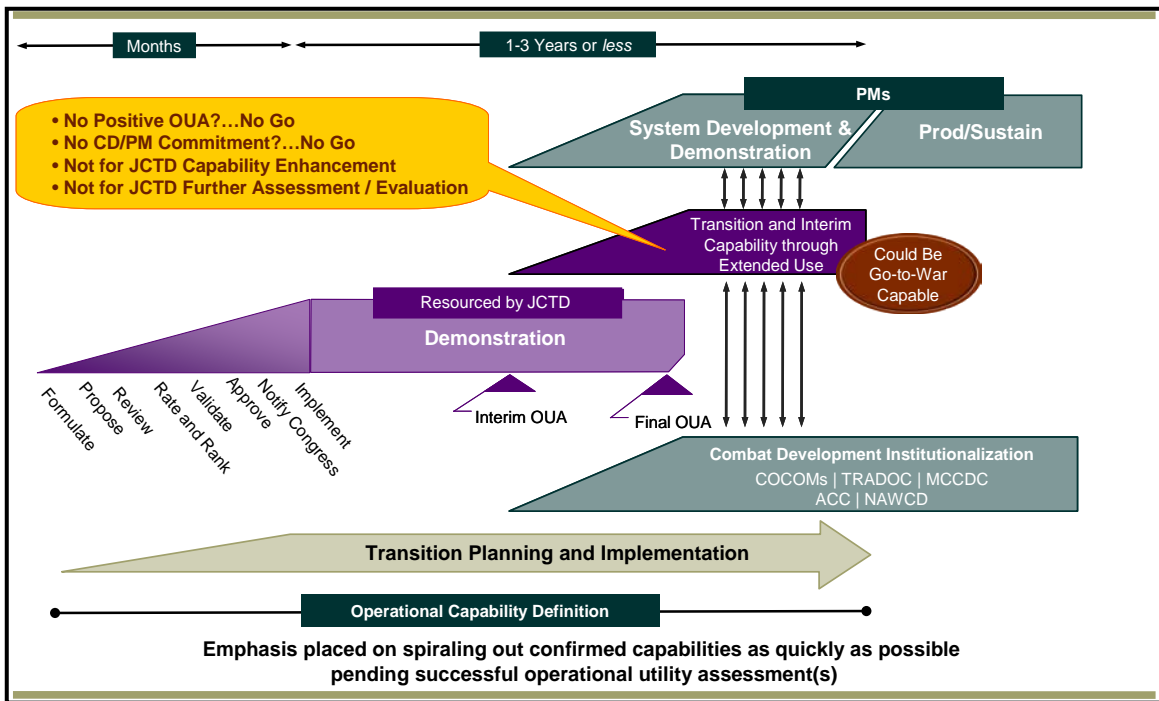 Months
1-3 Years or less
PMs
System Development &
Demonstration
Prod/Sustain
• No Positive OUA?...No Go
• No CD/PM Commitment?...No Go
• Not for JCTD Capability Enhancement
• Not for JCTD Further Assessment / Evaluation
Transition and Interim
Capability through
Extended Use
Could Be
Go-to-War
Capable
Resourced by JCTD
Demonstration
Formulate
Propose
Review
Rate and Rank
Validate
Approve
Notify Congress
Implement
Interim OUA
Final OUA
Combat Development Institutionalization
COCOMs | TRADOC | MCCDC
ACC | NAWCD
Transition Planning and Implementation
Operational Capability Definition
Emphasis placed on spiraling out confirmed capabilities as quickly as possible
pending successful operational utility assessment(s)